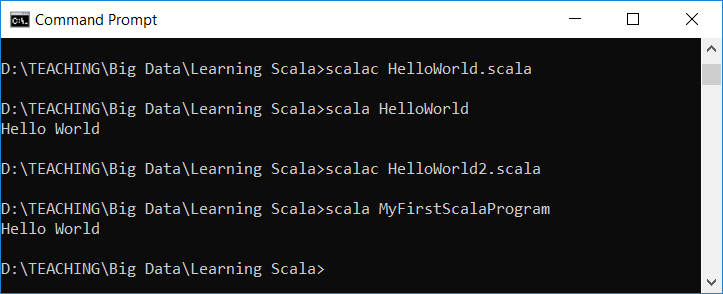 Command Prompt
D:\TEACHING\Big Data\Learning Scala>scalac HelloWorld.scala
D:\TEACHING\Big Data\Learning Scala>scala HelloWorld
Hello World
D:\TEACHING\Big Data\Learning Scala>scalac HelloWorld2.scala
D:\TEACHING\Big Data\Learning Scala>scala MyFirstScalaProgram
Hello World
D:\TEACHING\Big Data\Learning Scala>